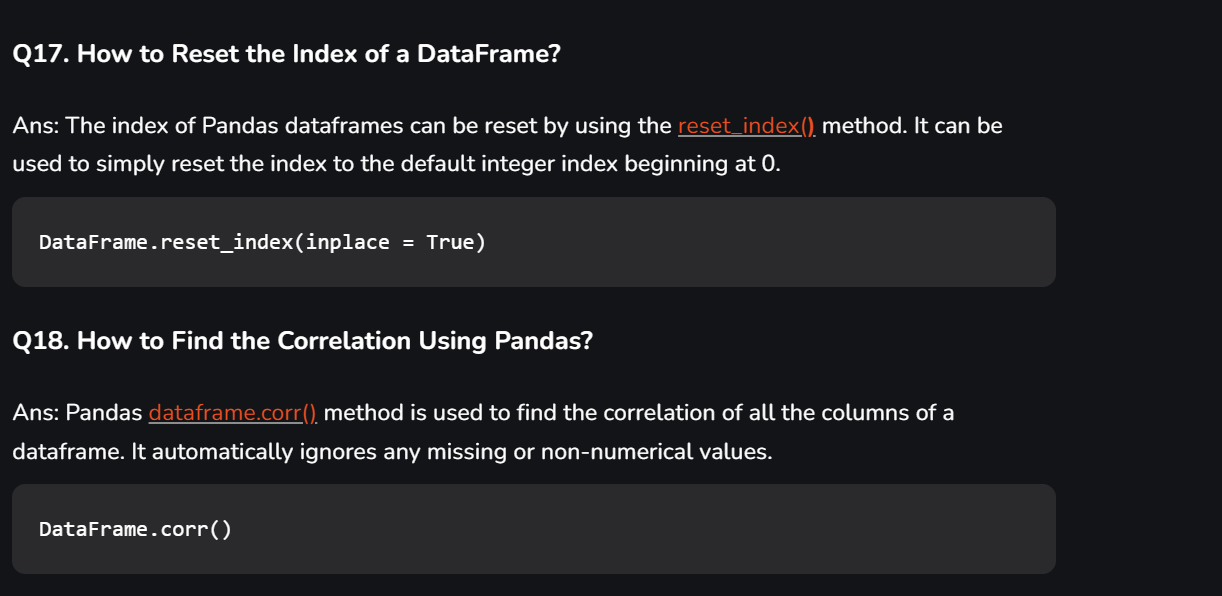 Q17. How to Reset the Index of a DataFrame?
Ans: The index of Pandas dataframes can be reset by using the reset_index() method. It can be
used to simply reset the index to the default integer index beginning at 0.
DataFrame.reset_index(inplace = True)
Q18. How to Find the Correlation Using Pandas?
Ans: Pandas dataframe.corr() method is used to find the correlation of all the columns of a
dataframe. It automatically ignores any missing or non-numerical values.
DataFrame.corr()